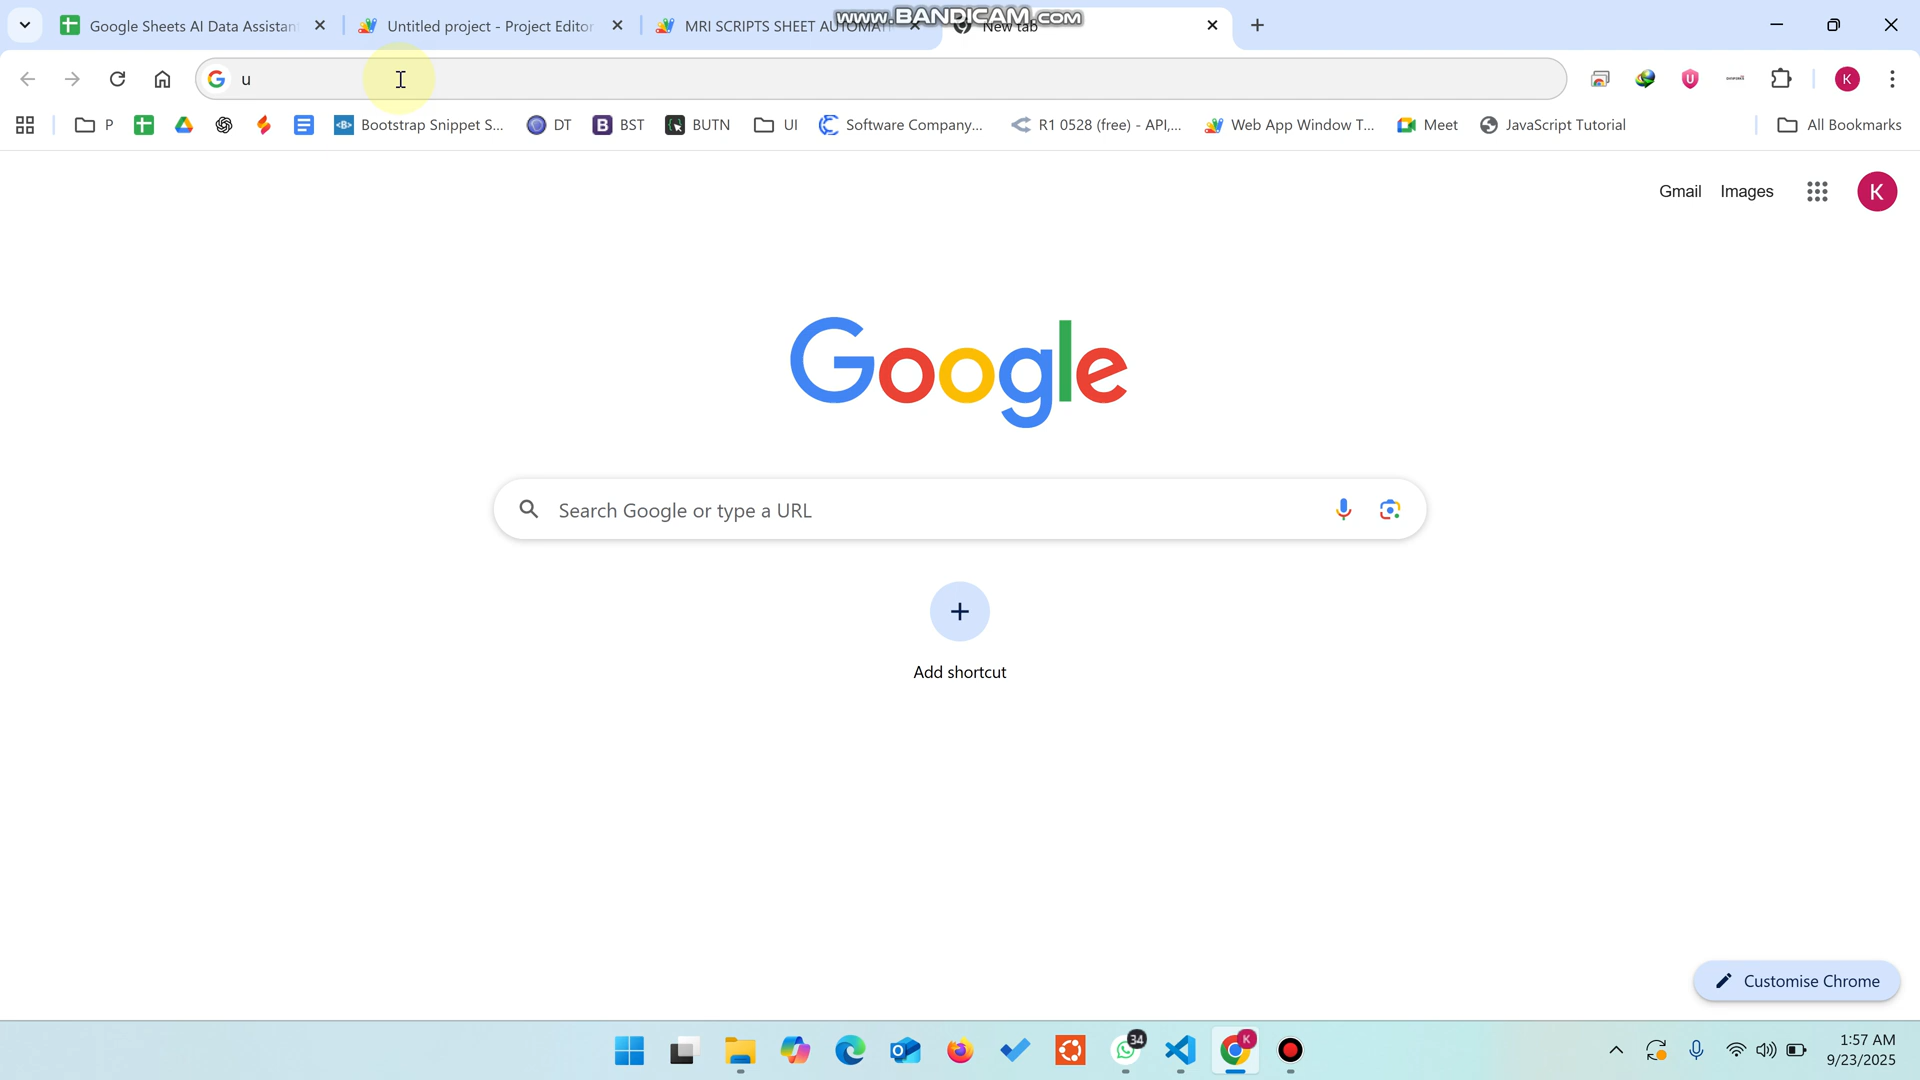 Google Sheets AI Data Assistan
Untitled project - Project Editor
MRI SCRIPTS SHEET AUTOMAT
New tab
www.BANDICAM.com
u
P
Bootstrap Snippet S...
DT
BST
BUTN
UI
Software Company...
R1 0528 (free) - API,...
Web App Window T...
Meet
JavaScript Tutorial
All Bookmarks
K
Gmail
Images
K
Google
Search Google or type a URL
Add shortcut
Customise Chrome
34
K
1:57 AM
9/23/2025